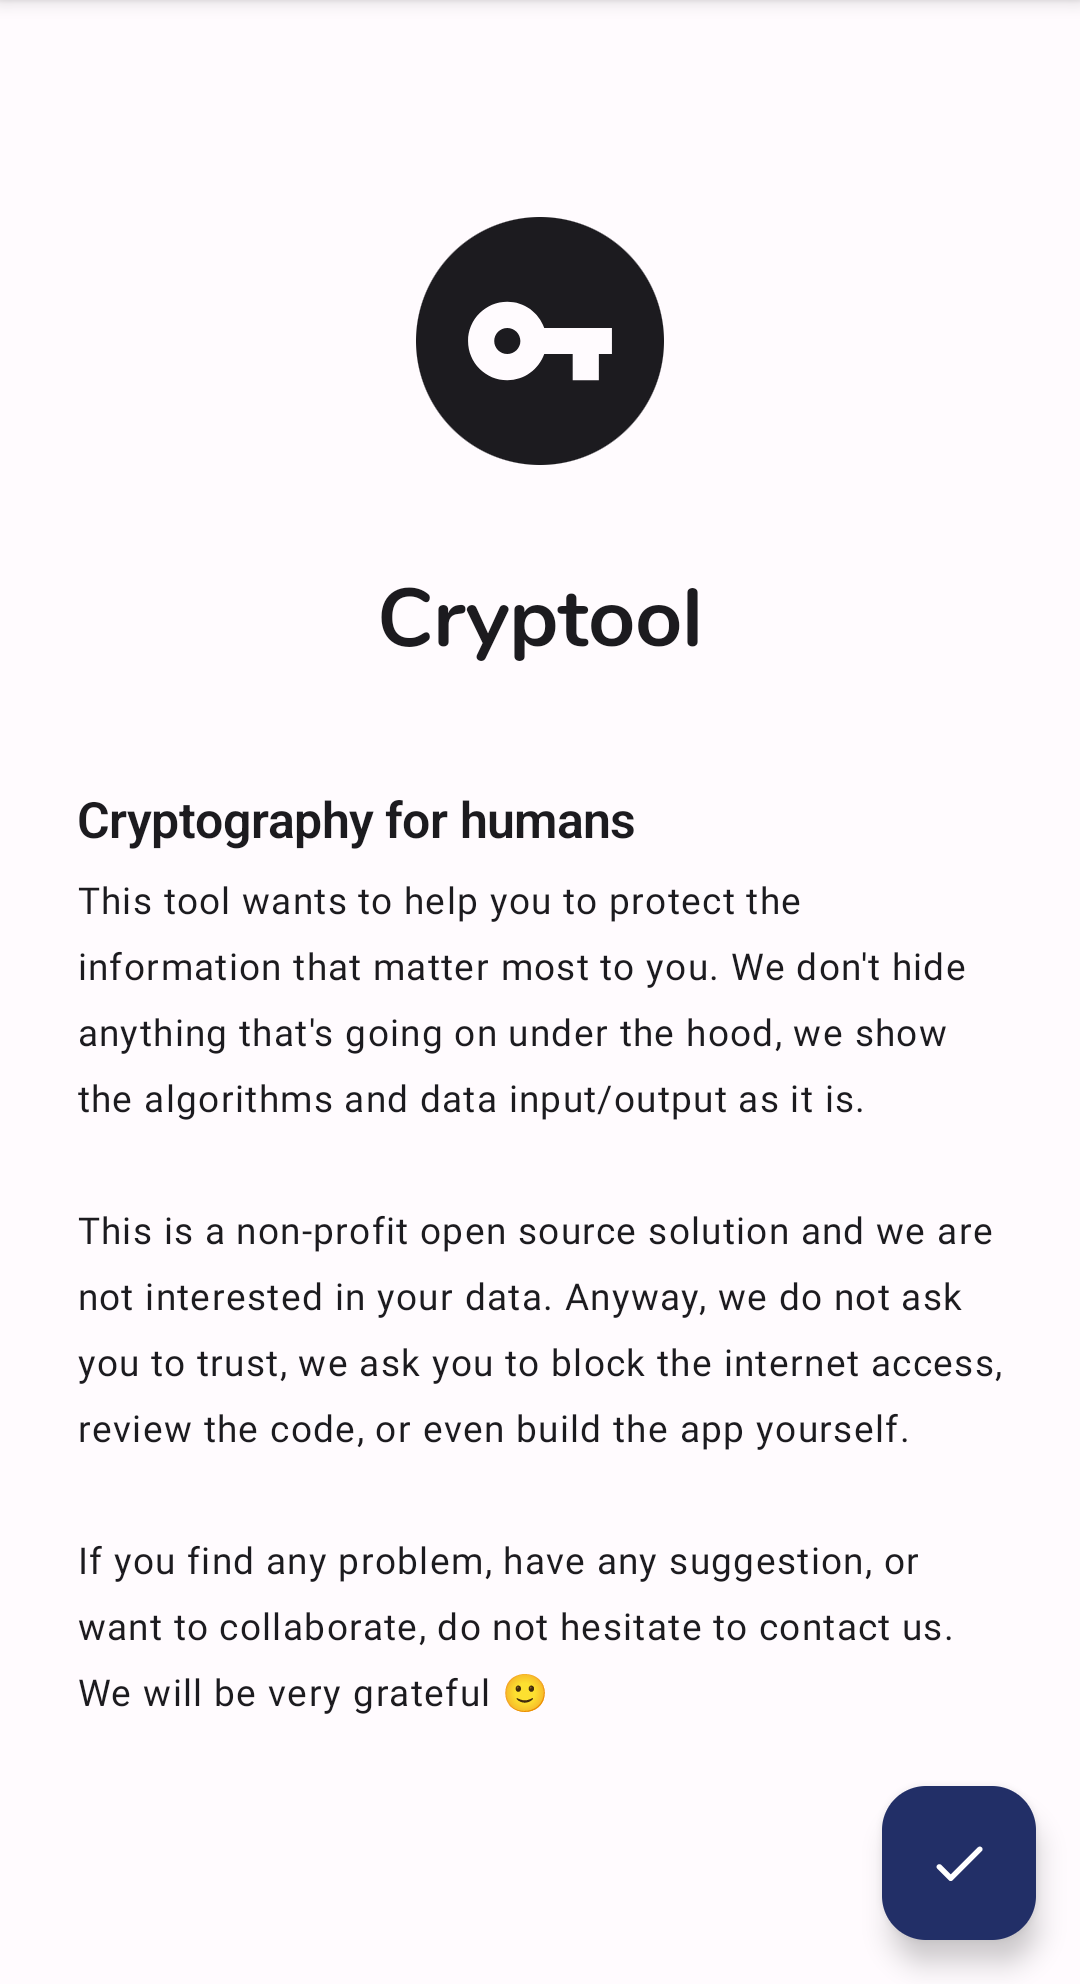 Cryptool
Cryptography for humans
This tool wants to help you to protect the
information that matter most to you. We don't hide
anything that's going on under the hood, we show
the algorithms and data input/output as it is.
This is a non-profit open source solution and we are
not interested in your data. Anyway, we do not ask
you to trust, we ask you to block the internet access,
review the code, or even build the app yourself.
If you find any problem, have any suggestion, or
want to collaborate, do not hesitate to contact us.
We will be very grateful 🙂